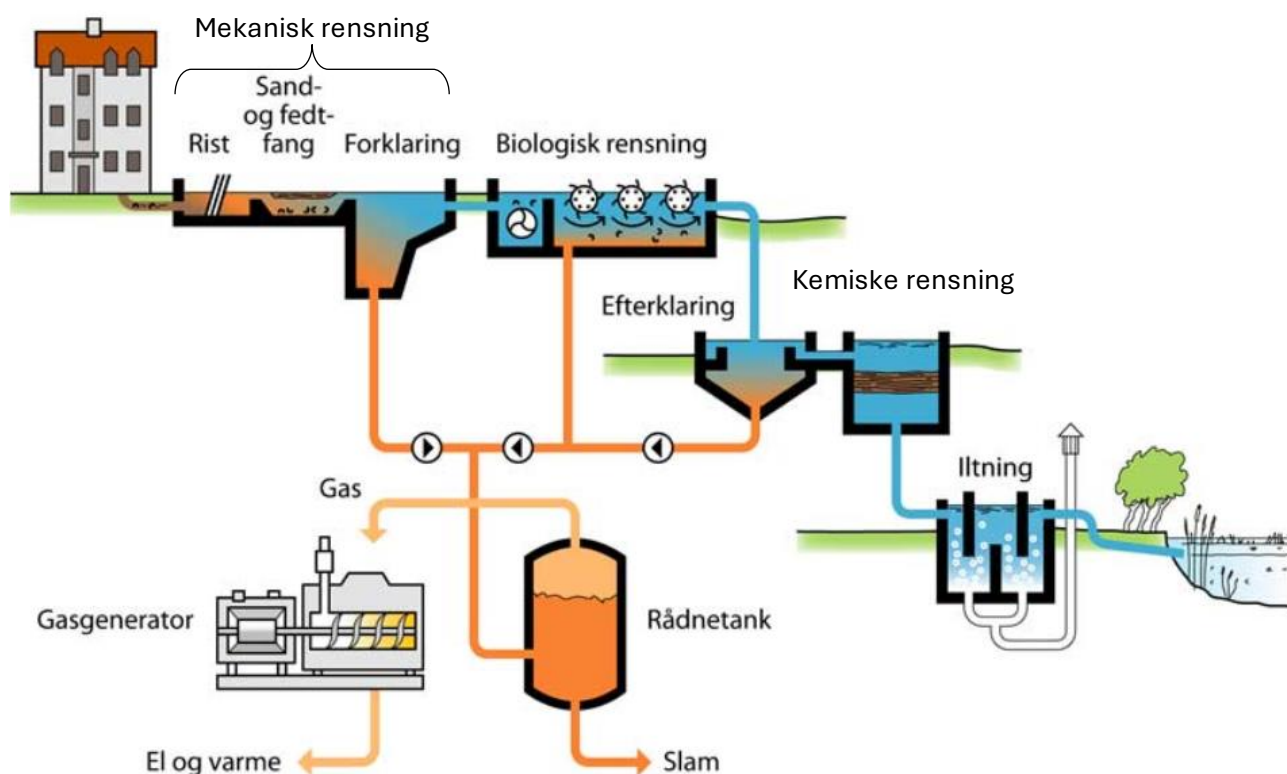 Mekanisk rensning
Sand-
og fedt-
fang
Rist
Forklaring
Biologisk rensning
Kemiske rensning
Efterklaring
Iltning
Gas
Gasgenerator
Rådnetank
El og varme
Slam